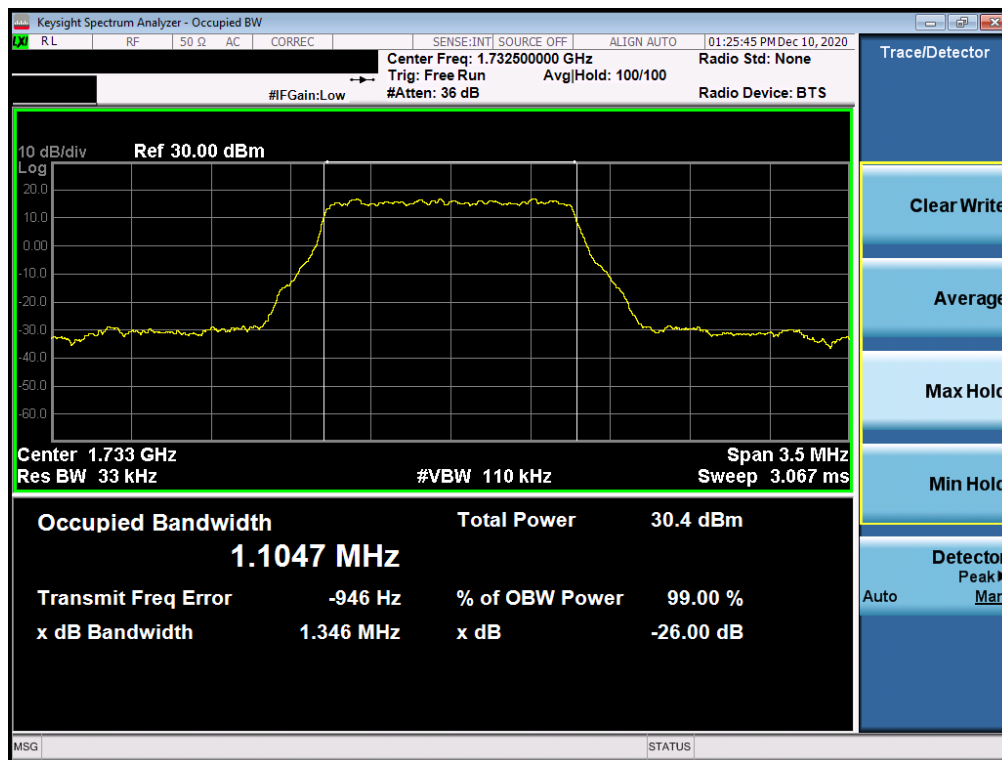 Keysight Spectrum Analyzer - Occupied BW
LXI RL RF 50 Ω AC CORREC SENSE:INT SOURCE OFF ALIGN AUTO 01:25:45 PM Dec 10, 2020
Center Freq: 1.732500000 GHz Radio Std: None
Trig: Free Run Avg|Hold: 100/100
#IFGain:Low #Atten: 36 dB Radio Device: BTS
Trace/Detector
10 dB/div Ref 30.00 dBm
Log
20.0
10.0
0.00
-10.0
-20.0
-30.0
-40.0
-50.0
-60.0
Center 1.733 GHz Span 3.5 MHz
Res BW 33 kHz #VBW 110 kHz Sweep 3.067 ms
Occupied Bandwidth Total Power 30.4 dBm
1.1047 MHz
Transmit Freq Error -946 Hz % of OBW Power 99.00 %
x dB Bandwidth 1.346 MHz x dB -26.00 dB
Clear Write
Average
Max Hold
Min Hold
Detector
Peak
Auto Man
MSG STATUS